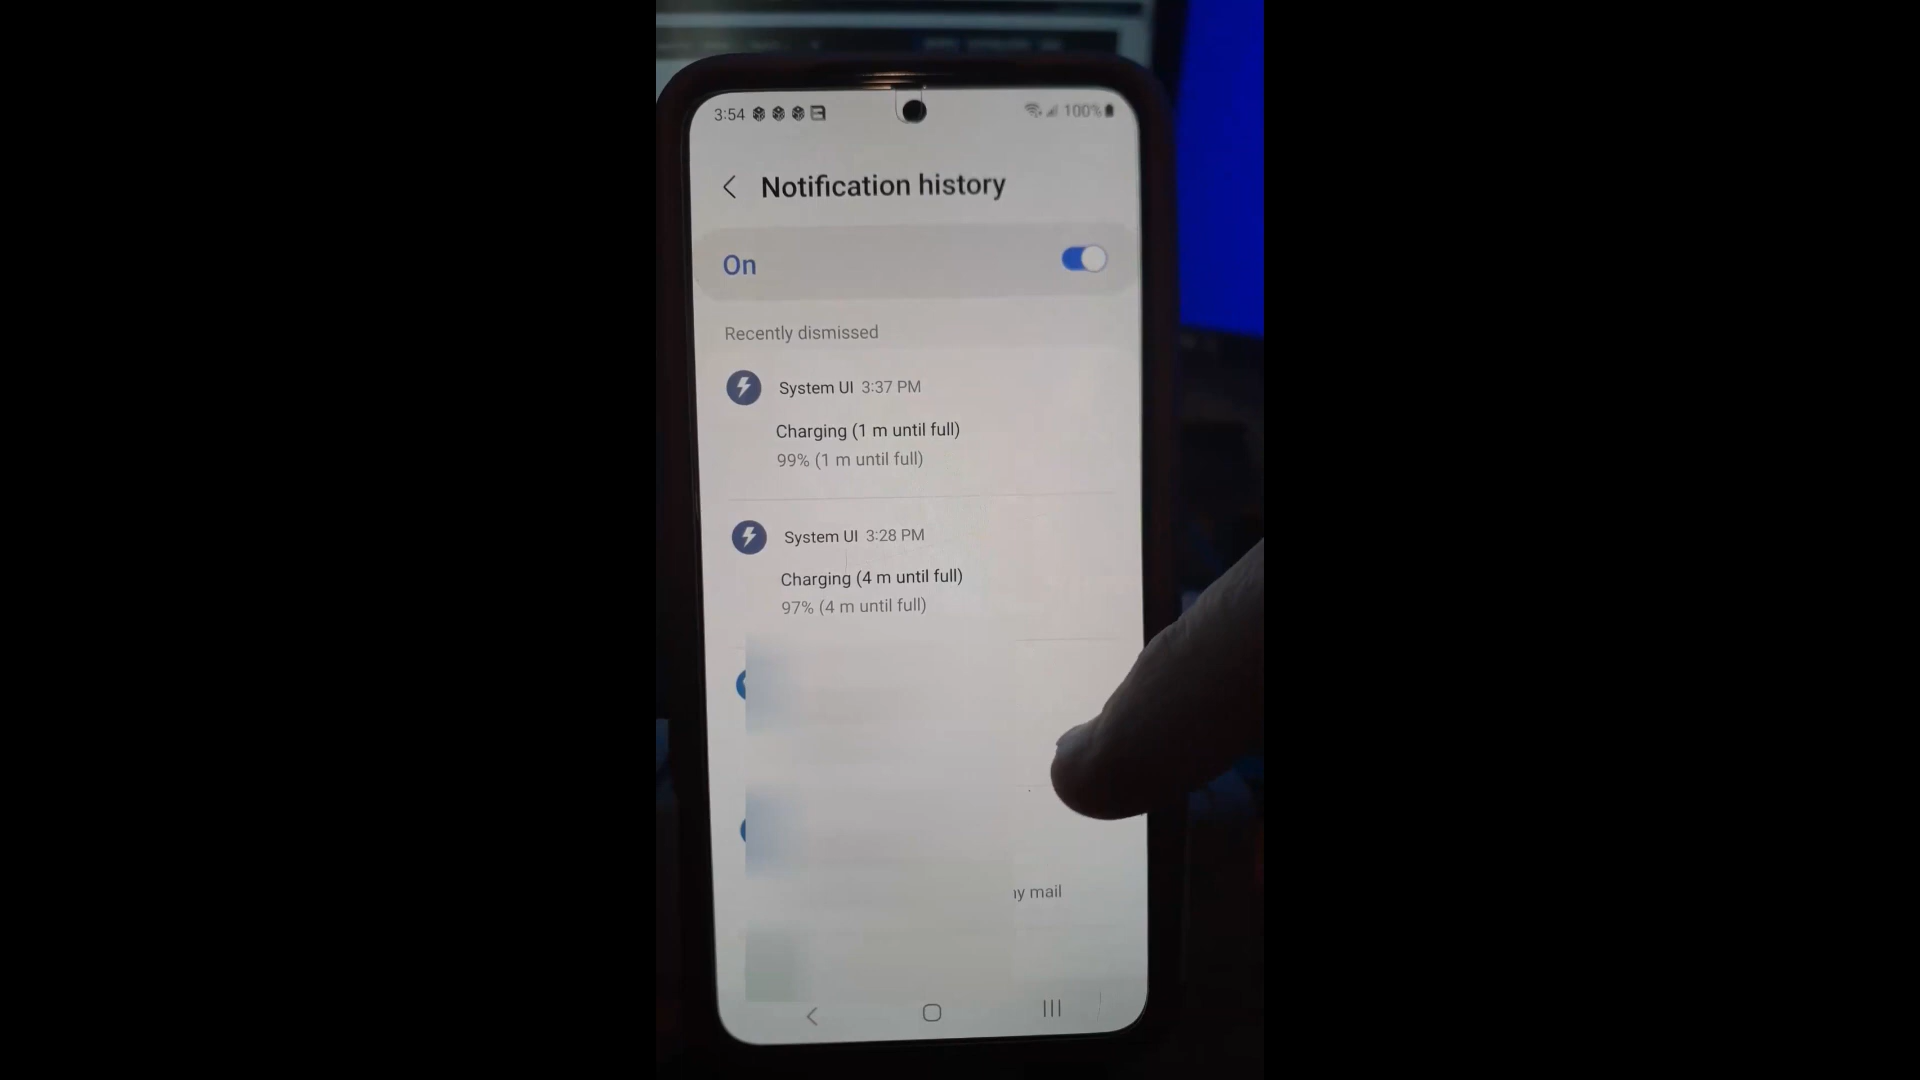 3:54
100%
Notification history
On
Recently dismissed
System UI 3:37 PM
Charging (1 m until full)
99% (1 m until full)
System UI 3:28 PM
Charging (4 m until full)
97% (4 m until full)
mail